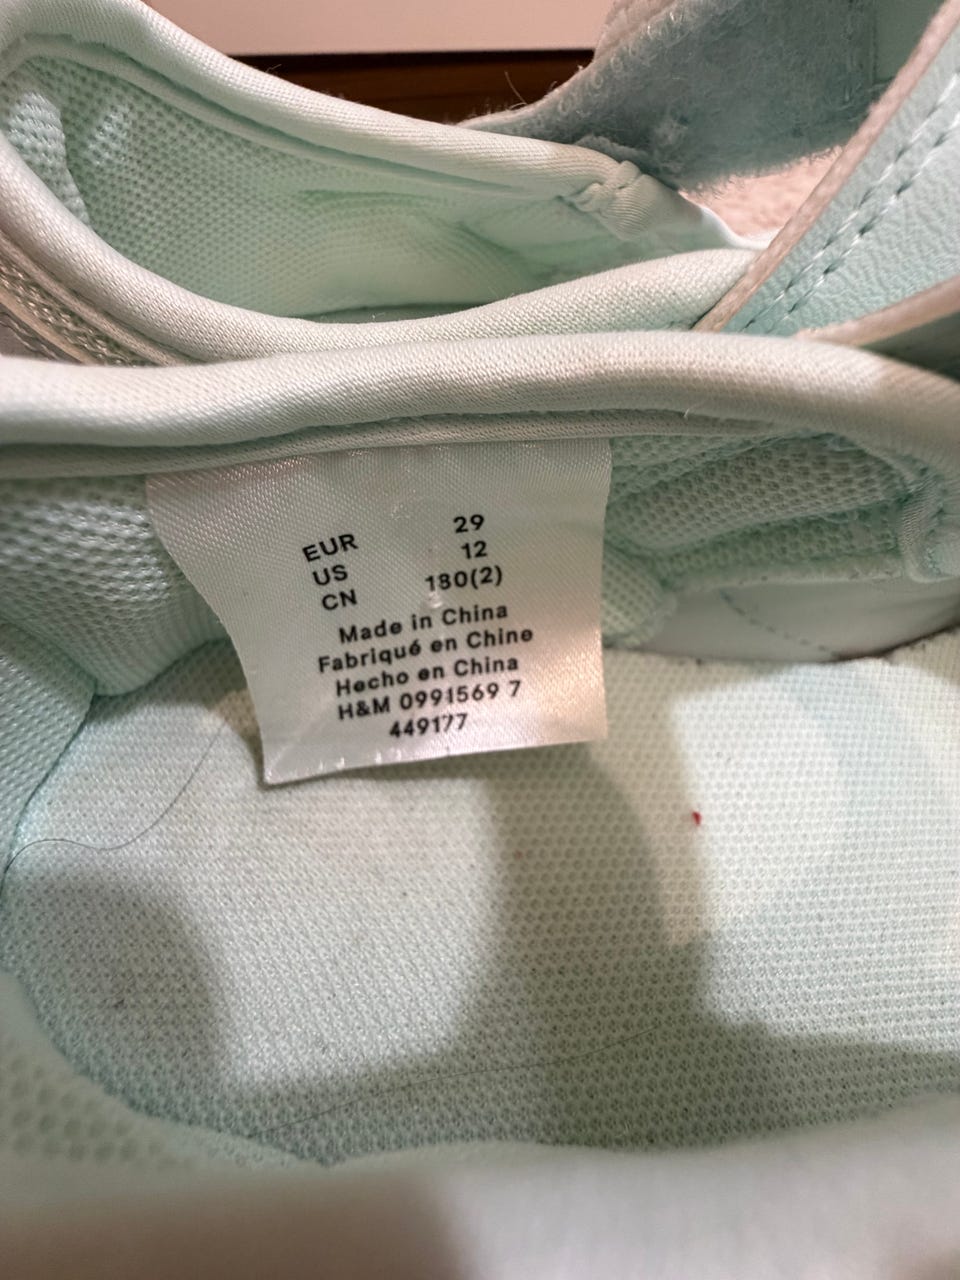 EUR 29
US 12
CN 180(2)
Made in China
Fabriqué en Chine
Hecho en China
H&M 0991569 7
449177